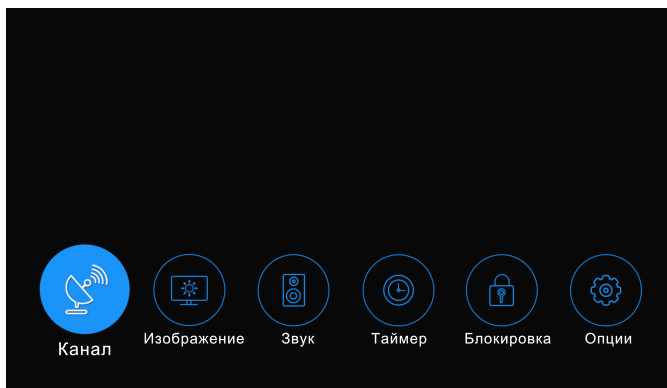 Канал
Изображение
Звук
Таймер
Блокировка
Опции